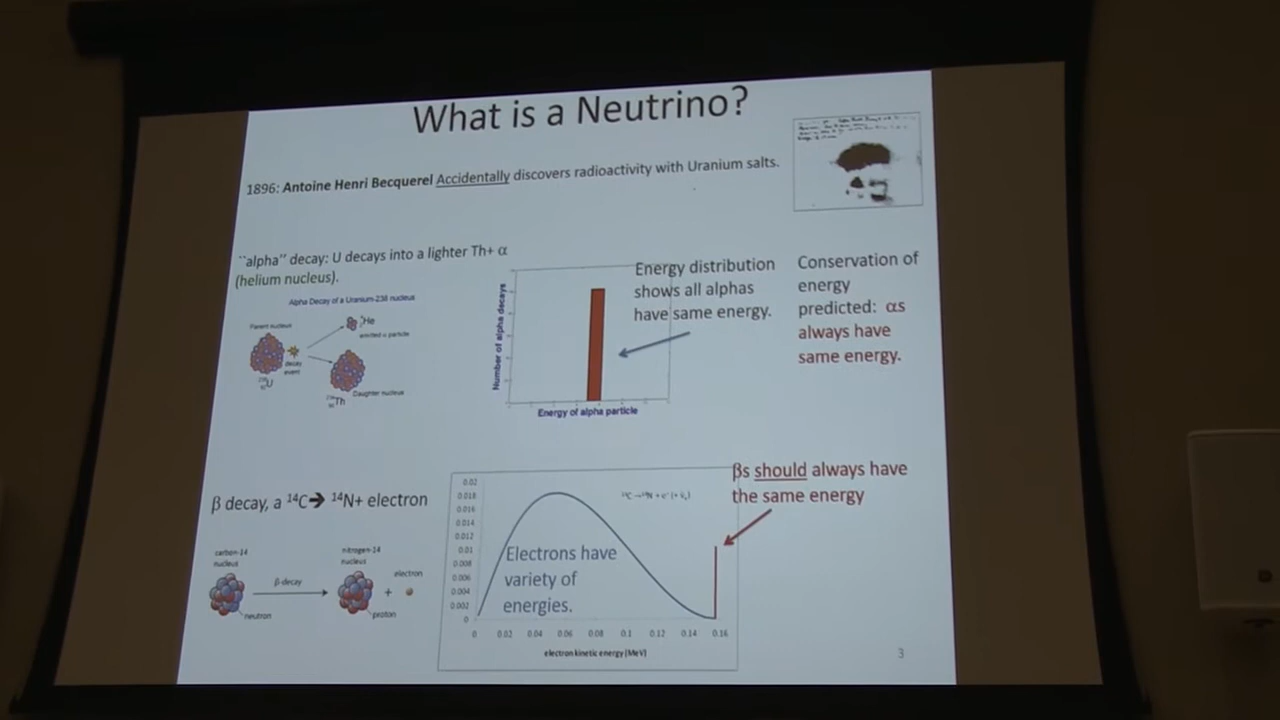 What is a Neutrino?
1896: Antoine Henri Becquerel Accidentally discovers radioactivity with Uranium salts.
``alpha'' decay: U decays into a lighter Th+ α
(helium nucleus).
Alpha Decay of a Uranium-238 nucleus
Parent nucleus
He
emitted α particle
decay
event
U
Th
Daughter nucleus
Number of alpha decays
Energy of alpha particle
Energy distribution
shows all alphas
have same energy.
Conservation of
energy
predicted: αs
always have
same energy.
β decay, a ¹⁴C➔ ¹⁴N+ electron
carbon-14
nucleus
β-decay
neutron
nitrogen-14
nucleus
+
electron
proton
0.02
0.018
0.016
0.014
0.012
0.01
0.008
0.006
0.004
0.002
0
Electrons have
variety of
energies.
0 0.02 0.04 0.06 0.08 0.1 0.12 0.14 0.16
electron kinetic energy (MeV)
βs should always have
the same energy
3